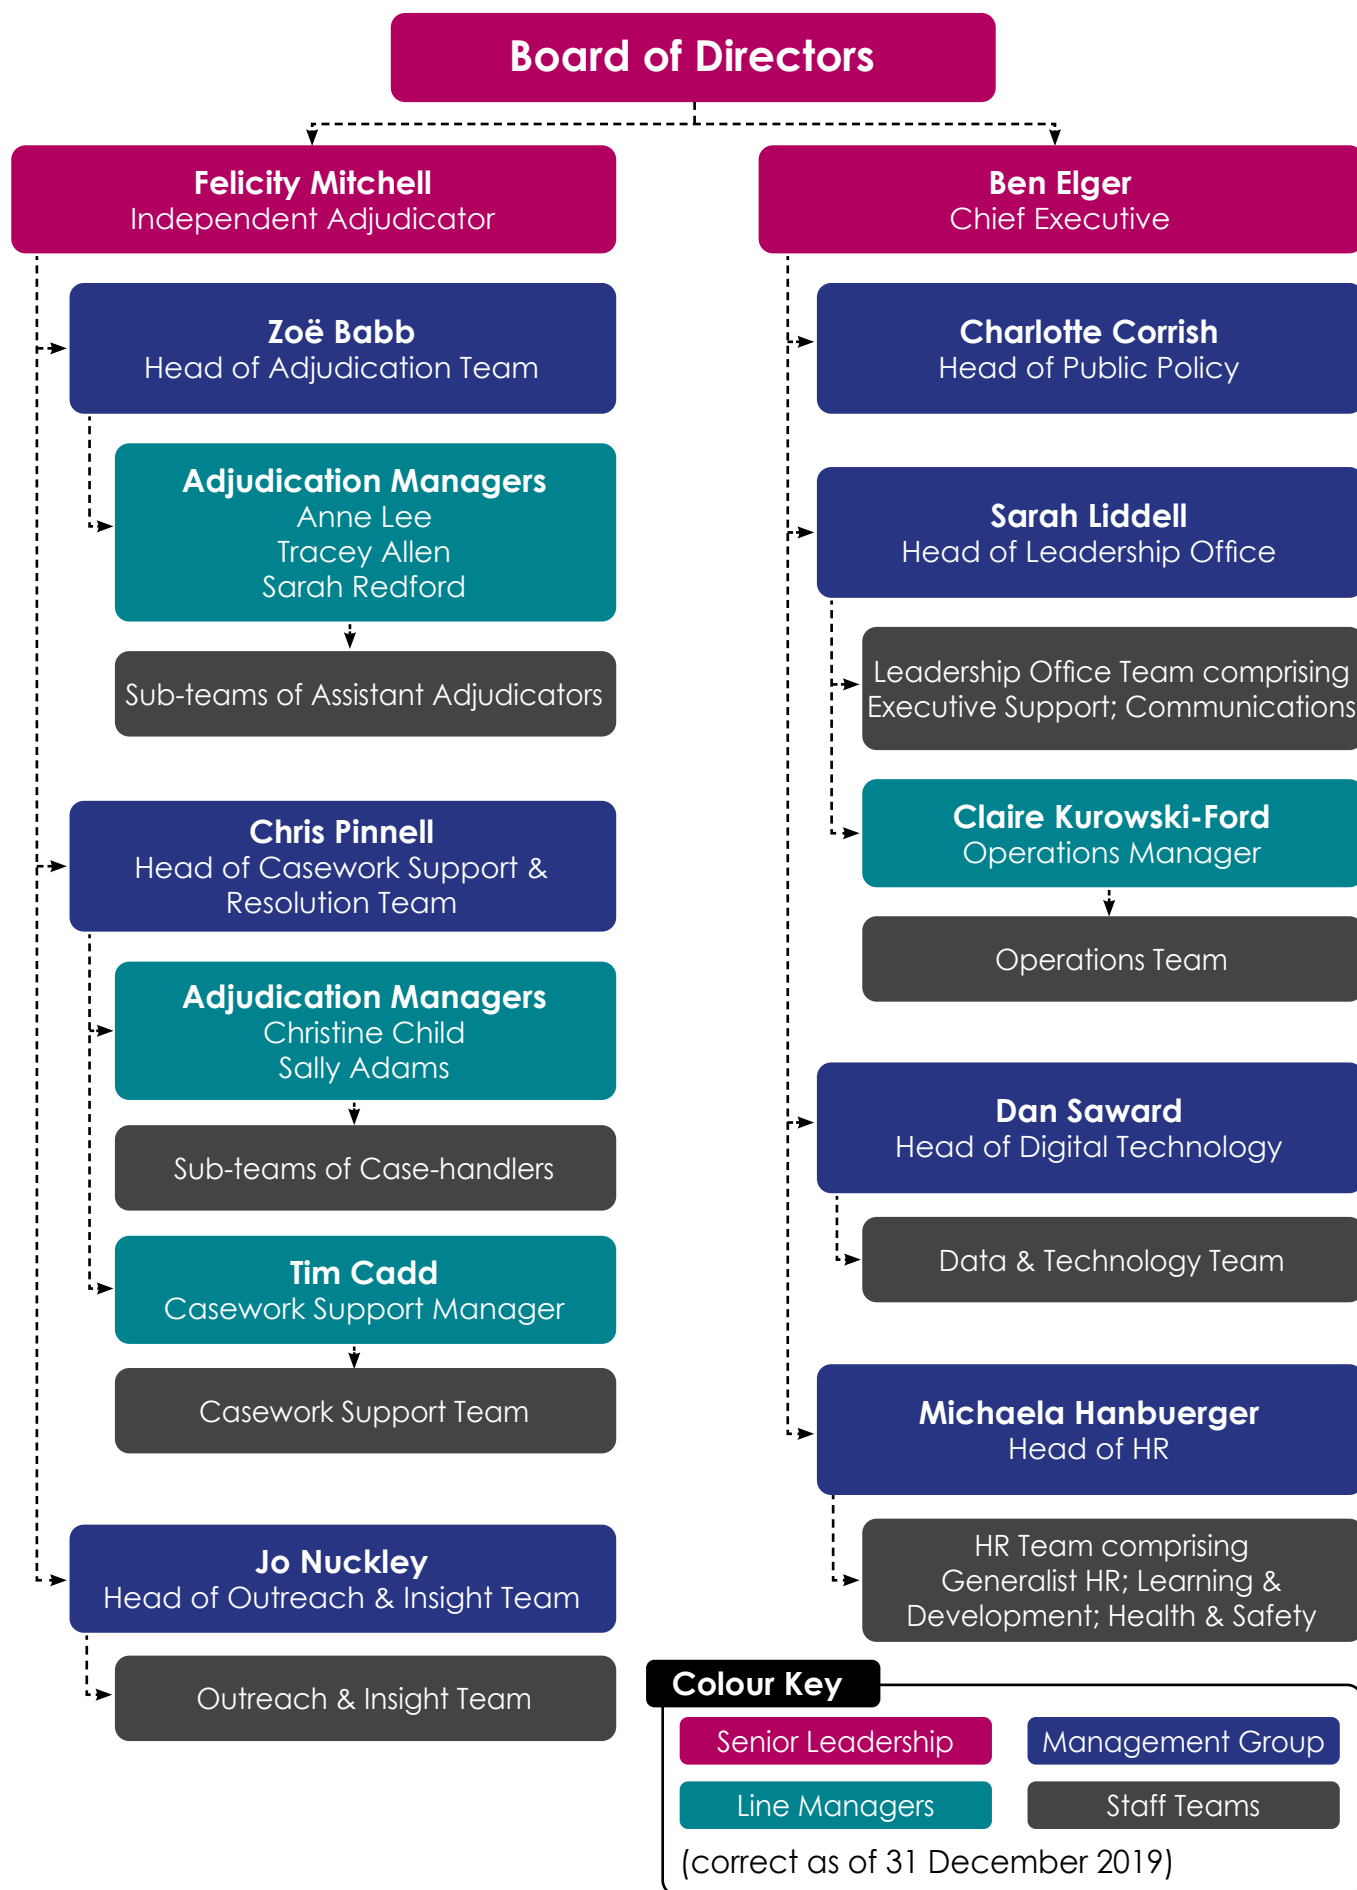 Board of Directors
Felicity Mitchell
Independent Adjudicator
Zoë Babb
Head of Adjudication Team
Adjudication Managers
Anne Lee
Tracey Allen
Sarah Redford
Sub-teams of Assistant Adjudicators
Chris Pinnell
Head of Casework Support &
Resolution Team
Adjudication Managers
Christine Child
Sally Adams
Sub-teams of Case-handlers
Tim Cadd
Casework Support Manager
Casework Support Team
Jo Nuckley
Head of Outreach & Insight Team
Outreach & Insight Team
Ben Elger
Chief Executive
Charlotte Corrish
Head of Public Policy
Sarah Liddell
Head of Leadership Office
Leadership Office Team comprising
Executive Support; Communications
Claire Kurowski-Ford
Operations Manager
Operations Team
Dan Saward
Head of Digital Technology
Data & Technology Team
Michaela Hanbuerger
Head of HR
HR Team comprising
Generalist HR; Learning &
Development; Health & Safety
Colour Key
Senior Leadership
Management Group
Line Managers
Staff Teams
(correct as of 31 December 2019)